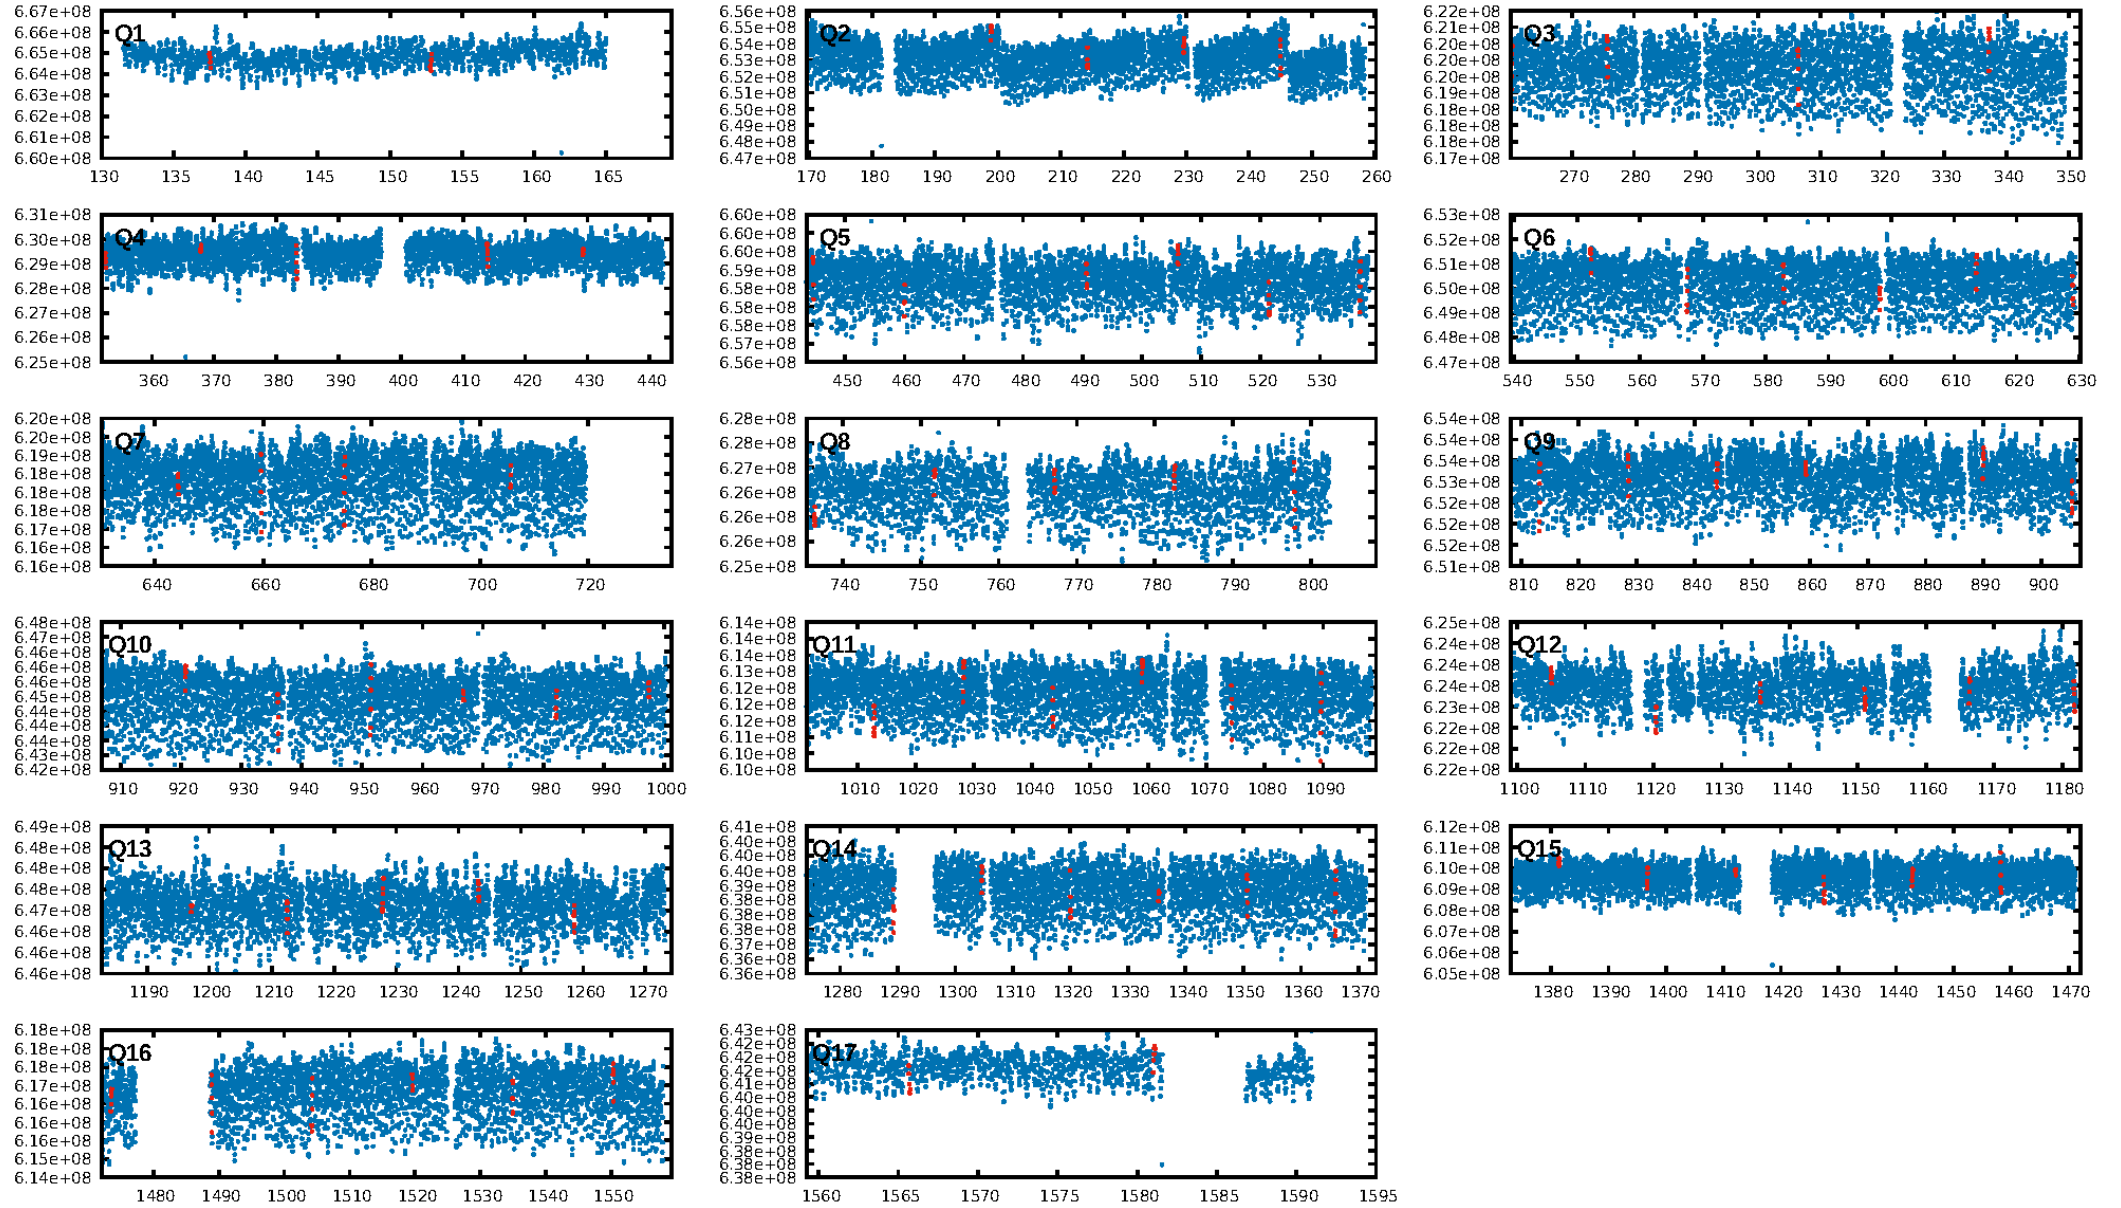 Q1
6.67e+08
6.66e+08
6.65e+08
6.64e+08
6.63e+08
6.62e+08
6.61e+08
6.60e+08
130 135 140 145 150 155 160 165
Q2
6.56e+08
6.55e+08
6.54e+08
6.53e+08
6.52e+08
6.51e+08
6.50e+08
6.49e+08
6.47e+08
170 180 190 200 210 220 230 240 250 260
Q3
6.22e+08
6.21e+08
6.20e+08
6.20e+08
6.19e+08
6.18e+08
6.18e+08
6.17e+08
270 280 290 300 310 320 330 340 350
Q4
6.31e+08
6.30e+08
6.29e+08
6.28e+08
6.27e+08
6.26e+08
6.25e+08
360 370 380 390 400 410 420 430 440
Q5
6.60e+08
6.60e+08
6.59e+08
6.59e+08
6.58e+08
6.58e+08
6.58e+08
6.57e+08
6.56e+08
450 460 470 480 490 500 510 520 530
Q6
6.53e+08
6.52e+08
6.51e+08
6.50e+08
6.49e+08
6.48e+08
6.47e+08
540 550 560 570 580 590 600 610 620 630
Q7
6.20e+08
6.20e+08
6.19e+08
6.18e+08
6.18e+08
6.18e+08
6.17e+08
6.16e+08
6.16e+08
640 660 680 700 720
Q8
6.28e+08
6.28e+08
6.27e+08
6.26e+08
6.26e+08
6.26e+08
6.25e+08
740 750 760 770 780 790 800
Q9
6.54e+08
6.54e+08
6.54e+08
6.53e+08
6.52e+08
6.52e+08
6.52e+08
6.51e+08
810 820 830 840 850 860 870 880 890 900
Q10
6.48e+08
6.47e+08
6.46e+08
6.46e+08
6.46e+08
6.45e+08
6.44e+08
6.44e+08
6.44e+08
6.43e+08
6.42e+08
910 920 930 940 950 960 970 980 990 1000
Q11
6.14e+08
6.14e+08
6.13e+08
6.13e+08
6.12e+08
6.12e+08
6.12e+08
6.11e+08
6.10e+08
6.10e+08
1010 1020 1030 1040 1050 1060 1070 1080 1090
Q12
6.25e+08
6.24e+08
6.24e+08
6.24e+08
6.23e+08
6.22e+08
6.22e+08
6.22e+08
1100 1110 1120 1130 1140 1150 1160 1170 1180
Q13
6.49e+08
6.48e+08
6.48e+08
6.48e+08
6.47e+08
6.46e+08
6.46e+08
6.46e+08
1190 1200 1210 1220 1230 1240 1250 1260 1270
Q14
6.41e+08
6.40e+08
6.40e+08
6.40e+08
6.39e+08
6.38e+08
6.38e+08
6.38e+08
6.37e+08
6.36e+08
6.36e+08
1280 1290 1300 1310 1320 1330 1340 1350 1360 1370
Q15
6.12e+08
6.11e+08
6.10e+08
6.09e+08
6.08e+08
6.07e+08
6.06e+08
6.05e+08
1380 1390 1400 1410 1420 1430 1440 1450 1460 1470
Q16
6.18e+08
6.18e+08
6.17e+08
6.16e+08
6.16e+08
6.16e+08
6.15e+08
6.14e+08
1480 1490 1500 1510 1520 1530 1540 1550
Q17
6.43e+08
6.42e+08
6.42e+08
6.42e+08
6.41e+08
6.40e+08
6.40e+08
6.40e+08
6.39e+08
6.38e+08
6.38e+08
6.38e+08
1560 1565 1570 1575 1580 1585 1590 1595